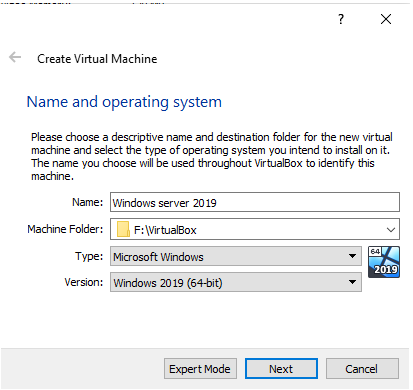 ?
Create Virtual Machine
Name and operating system
Please choose a descriptive name and destination folder for the new virtual
machine and select the type of operating system you intend to install on it.
The name you choose will be used throughout VirtualBox to identify this
machine.
Name: Windows server 2019
Machine Folder: F:\VirtualBox
Type: Microsoft Windows
64
2019
Version: Windows 2019 (64-bit)
Expert Mode Next Cancel